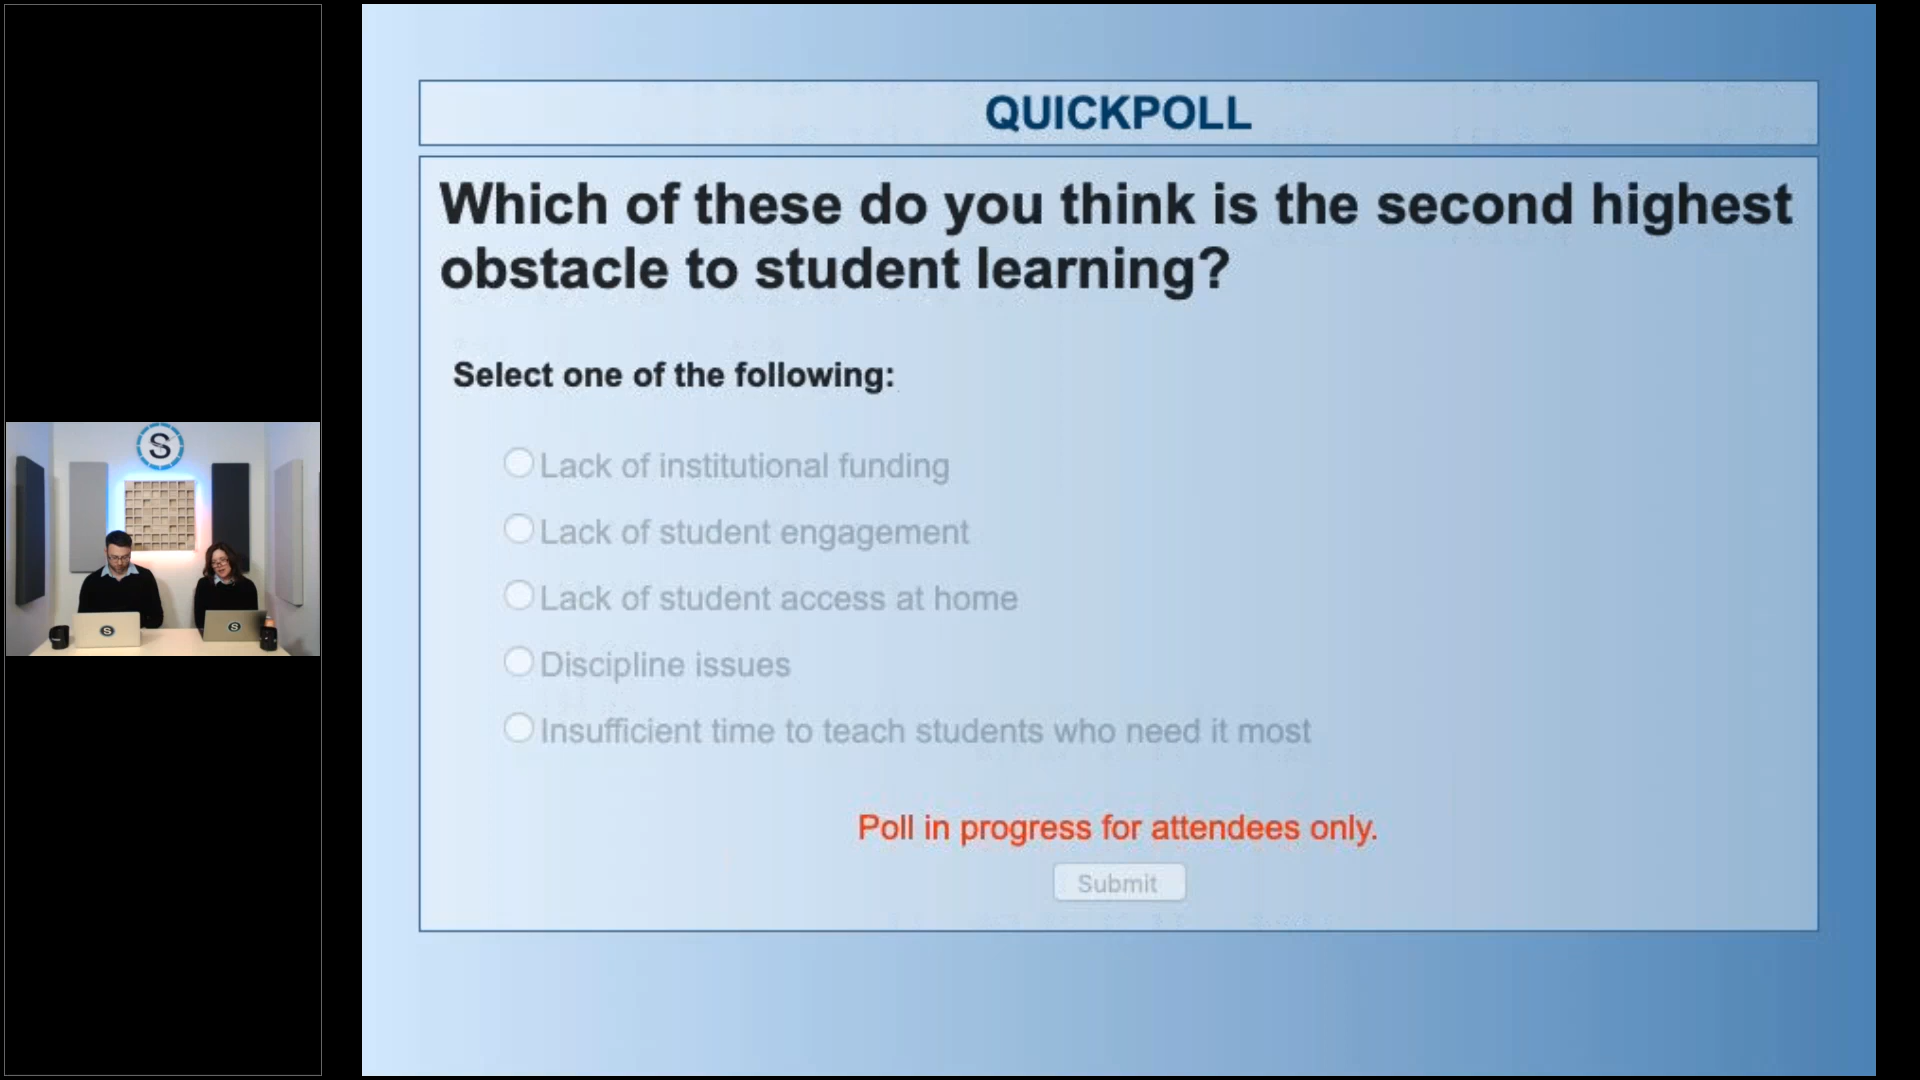 QUICKPOLL
Which of these do you think is the second highest
obstacle to student learning?
Select one of the following:
Lack of institutional funding
Lack of student engagement
Lack of student access at home
Discipline issues
Insufficient time to teach students who need it most
Poll in progress for attendees only.
Submit
S
S
S